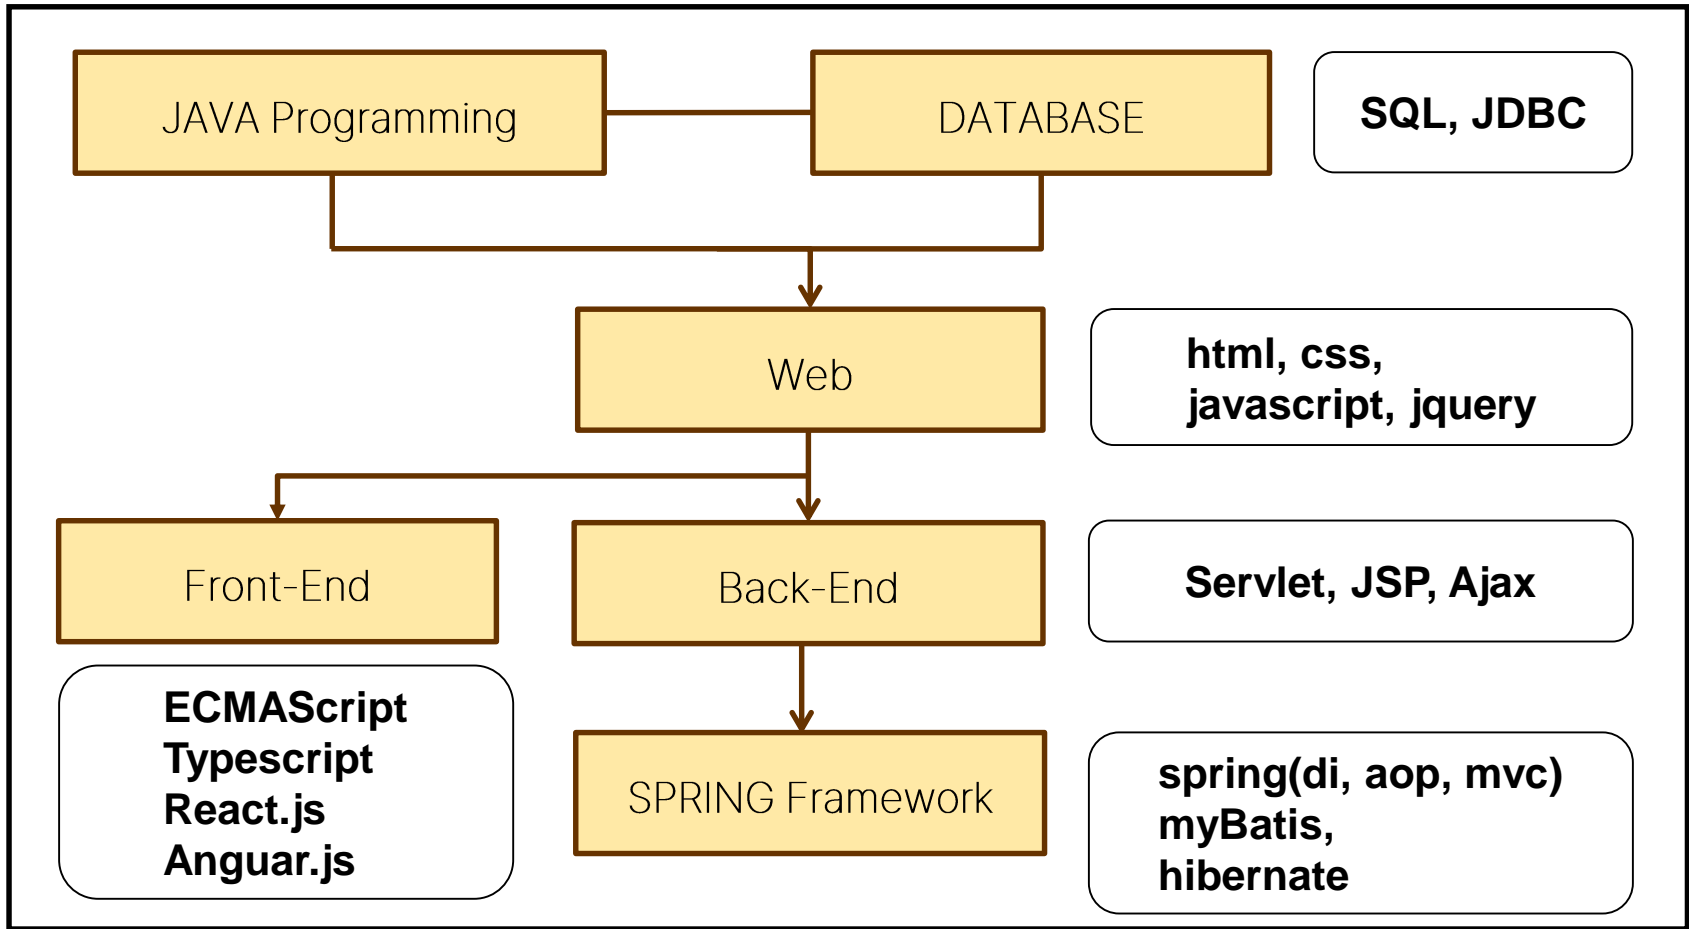 JAVA Programming
DATABASE
SQL, JDBC
Web
html, css,
javascript, jquery
Front-End
Back-End
Servlet, JSP, Ajax
ECMAScript
Typescript
React.js
Anguar.js
SPRING Framework
spring(di, aop, mvc)
myBatis,
hibernate